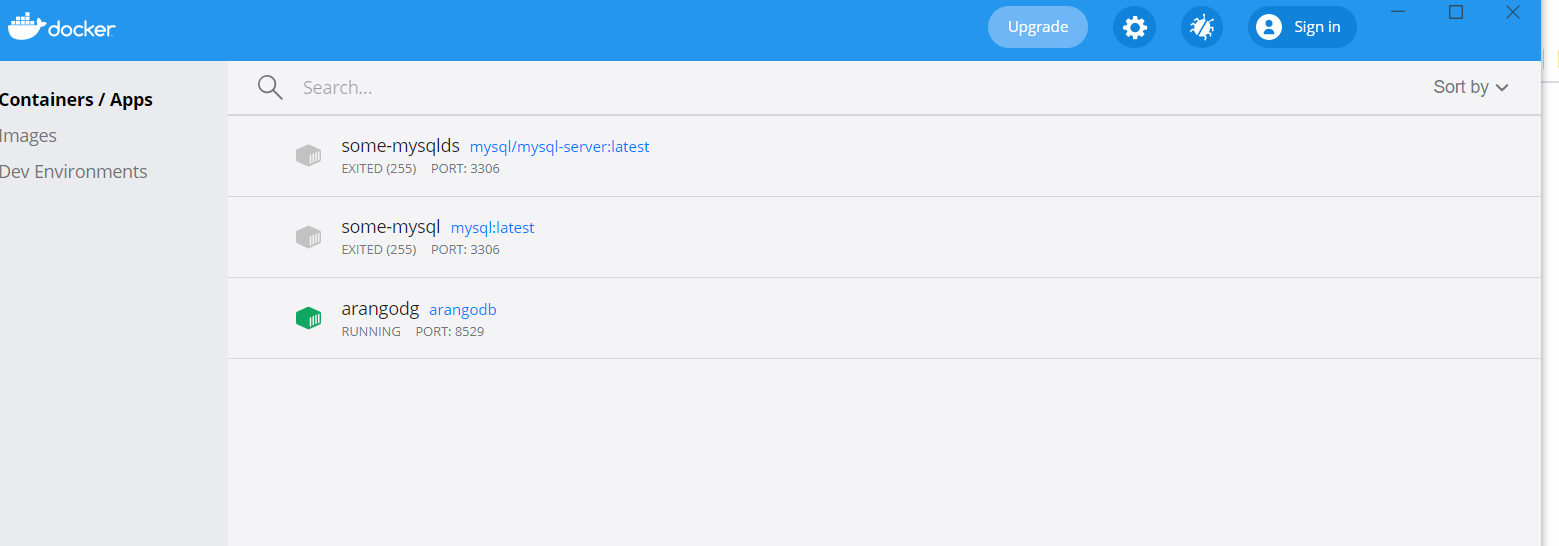 docker
Upgrade
Sign in
Containers / Apps
Images
Dev Environments
Search...
Sort by
some-mysqlds mysql/mysql-server:latest
EXITED (255) PORT: 3306
some-mysql mysql:latest
EXITED (255) PORT: 3306
arangodg arangodb
RUNNING PORT: 8529